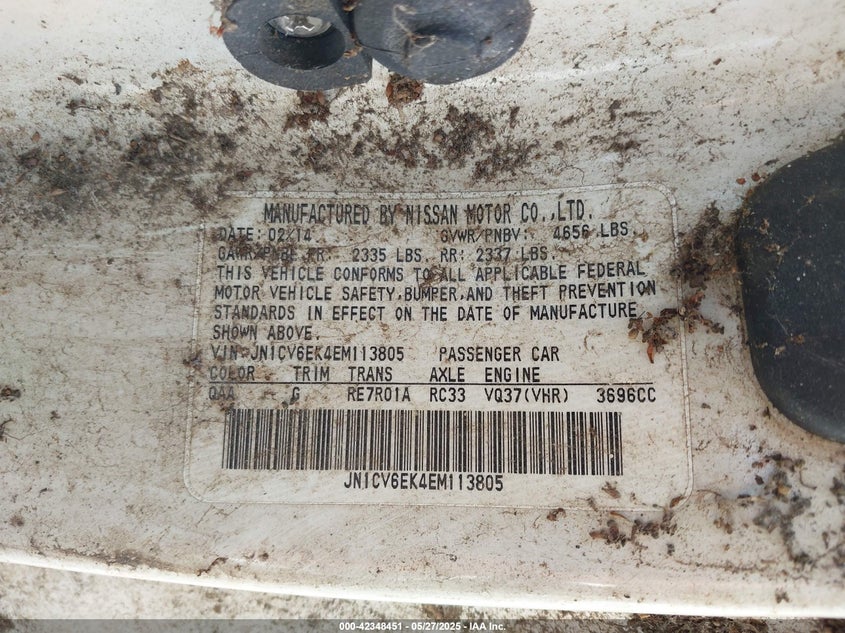 MANUFACTURED BY NISSAN MOTOR CO.,LTD.
DATE: 02/14 GVWR/PNBV: 4656 LBS.
GAWR/PNBE FR: 2335 LBS. RR: 2337 LBS.
THIS VEHICLE CONFORMS TO ALL APPLICABLE FEDERAL
MOTOR VEHICLE SAFETY,BUMPER,AND THEFT PREVENTION
STANDARDS IN EFFECT ON THE DATE OF MANUFACTURE
SHOWN ABOVE.
VIN:JN1CV6EK4EM113805 PASSENGER CAR
COLOR TRIM TRANS AXLE ENGINE
QAA G RE7R01A RC33 VQ37(VHR) 3696CC
JN1CV6EK4EM113805
000-42348451 - 05/27/2025 - IAA Inc.